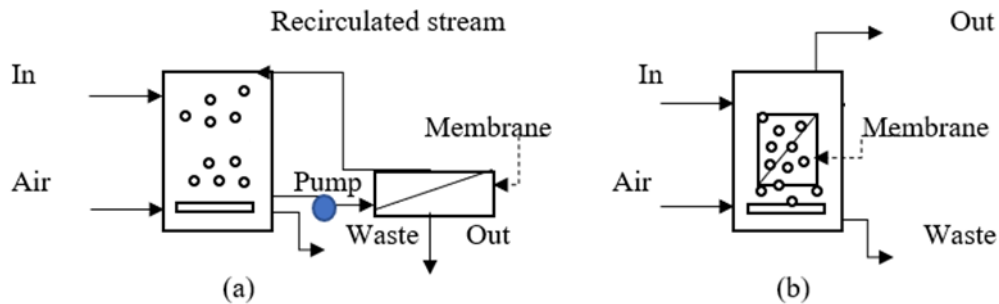 Recirculated stream
In
Membrane
Air
Pump
Waste
Out
(a)
Out
In
Membrane
Air
Waste
(b)